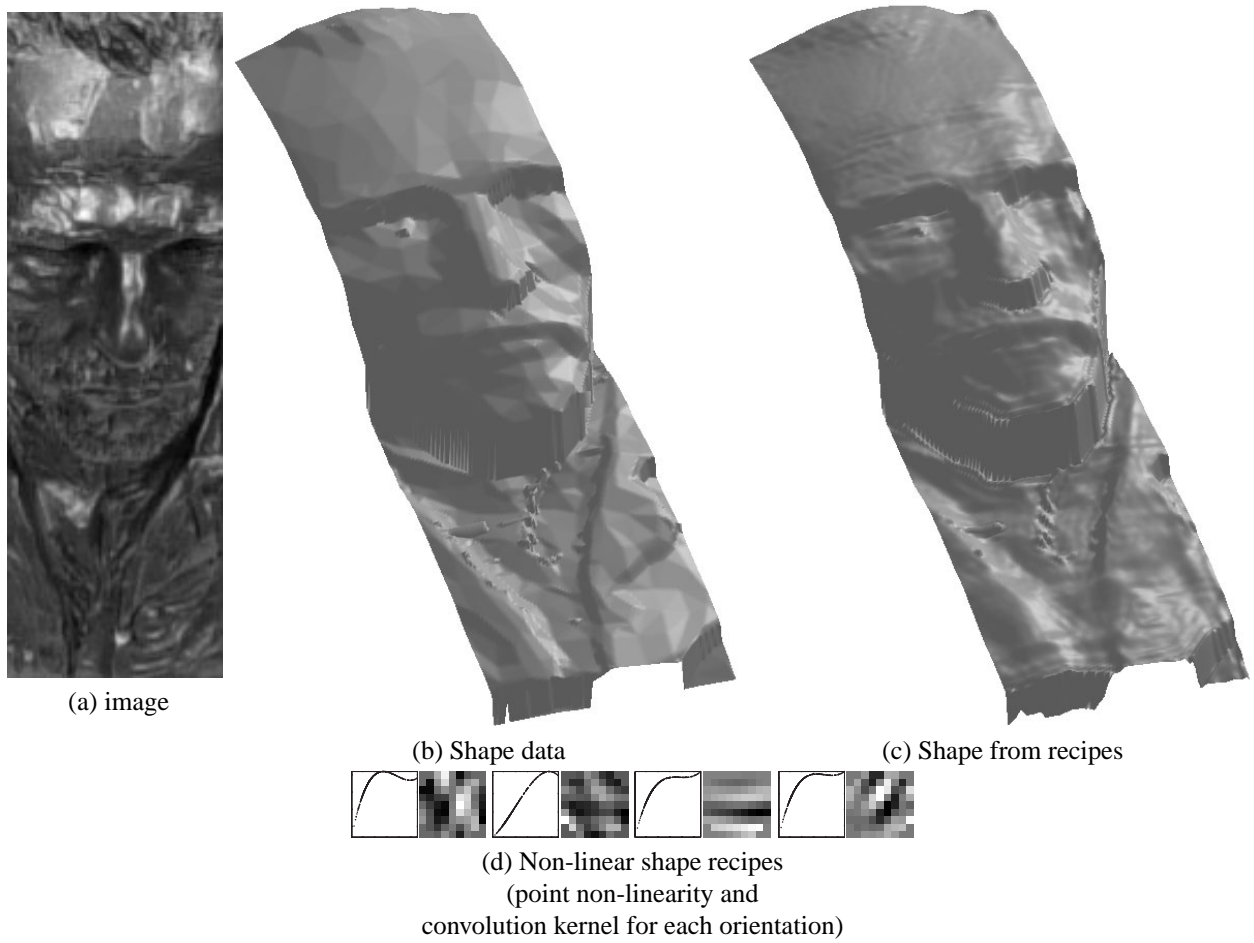 (a) image
(b) Shape data
(c) Shape from recipes
(d) Non-linear shape recipes
(point non-linearity and
convolution kernel for each orientation)